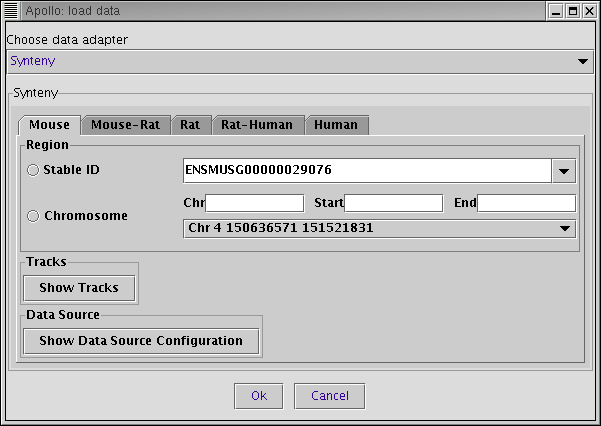 Apollo: load data
Choose data adapter
Synteny
Synteny
Mouse Mouse-Rat Rat Rat-Human Human
Region
Stable ID ENSMUSG00000029076
Chr Start End
Chromosome
Chr 4 150636571 151521831
Tracks
Show Tracks
Data Source
Show Data Source Configuration
Ok Cancel